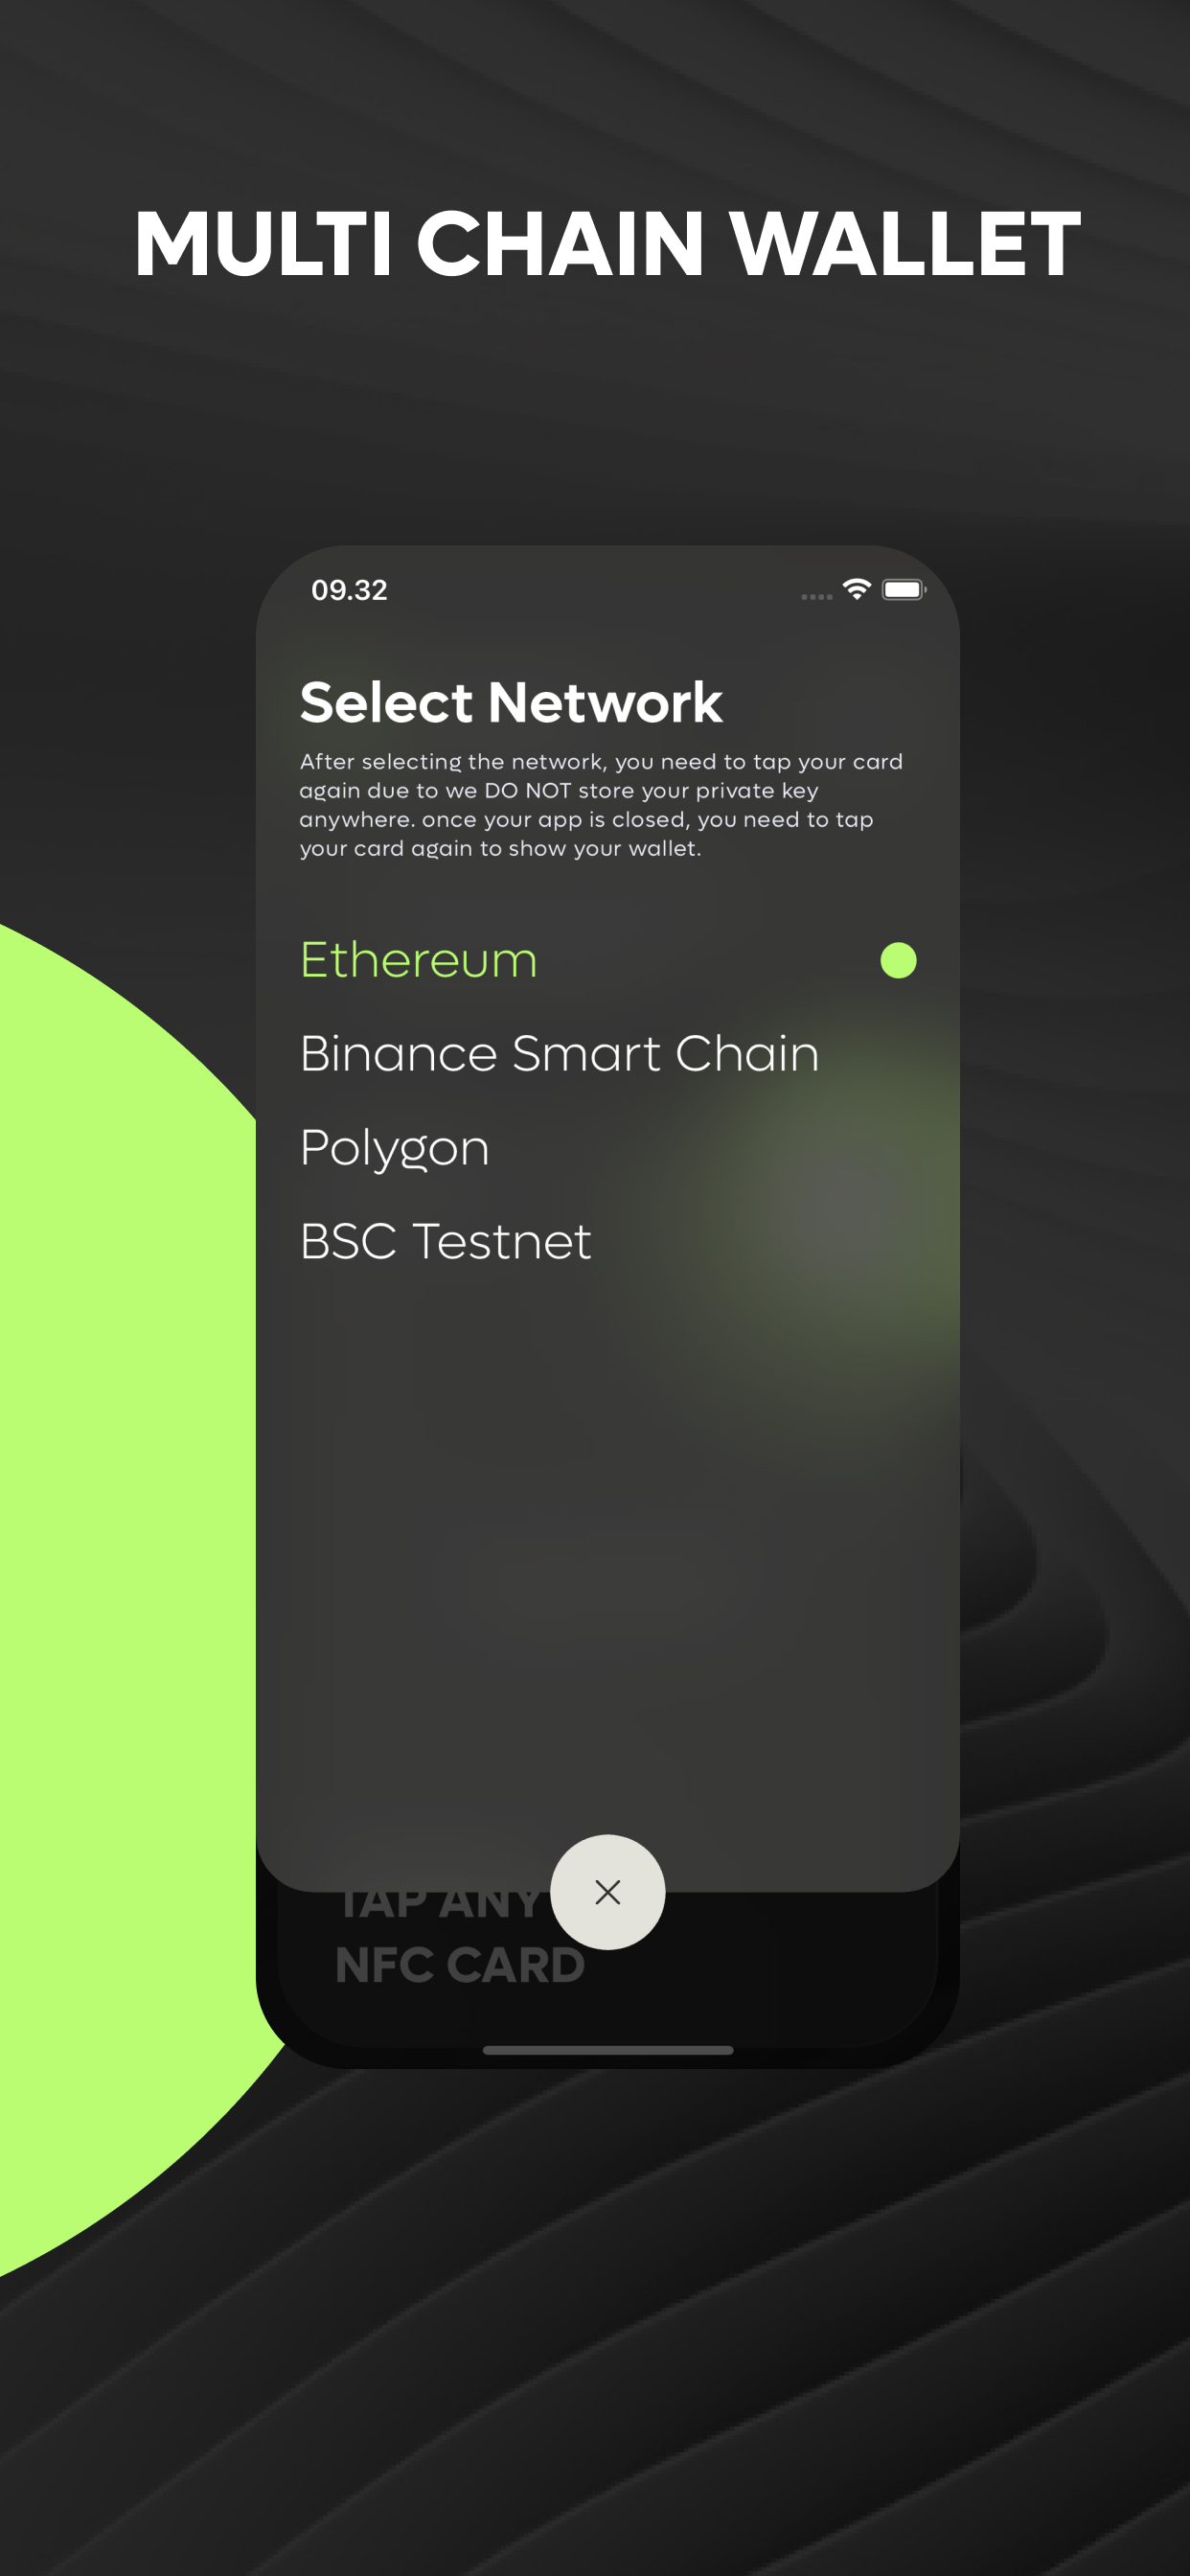 MULTI CHAIN WALLET
09.32
Select Network
After selecting the network, you need to tap your card
again due to we DO NOT store your private key
anywhere. once your app is closed, you need to tap
your card again to show your wallet.
Ethereum
Binance Smart Chain
Polygon
BSC Testnet
TAP ANY
NFC CARD